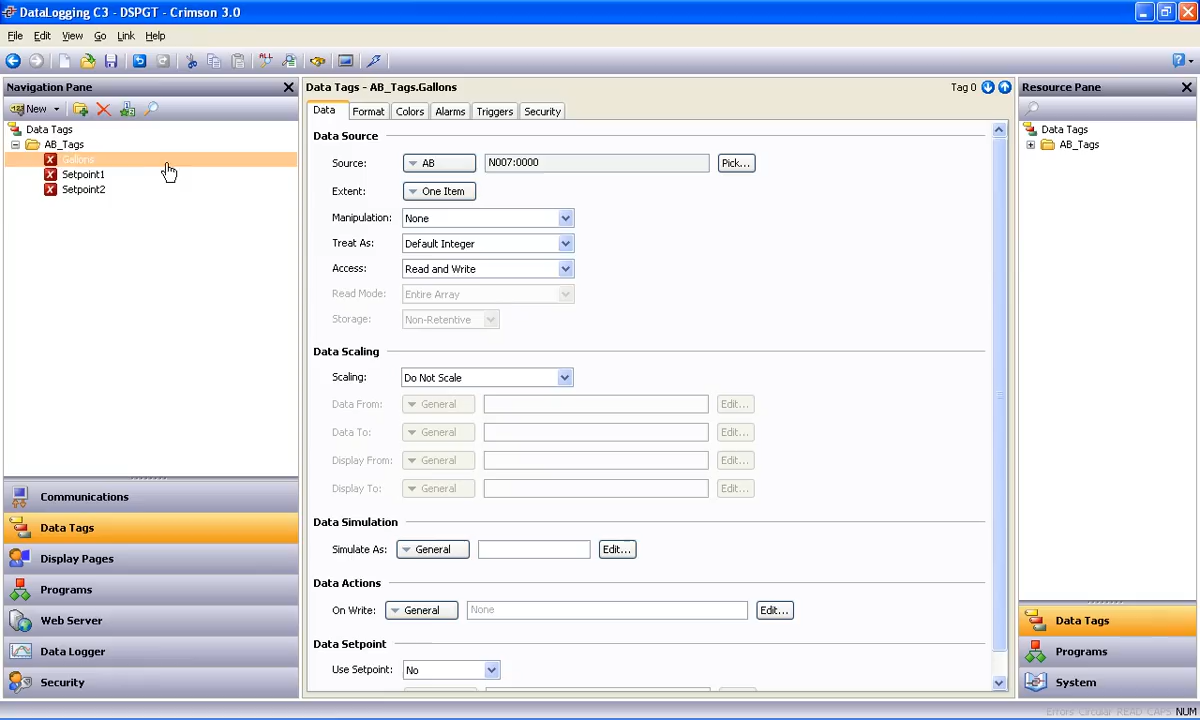 DataLogging C3 - DSPGT - Crimson 3.0
File Edit View Go Link Help
Navigation Pane
Data Tags - AB_Tags.Gallons
Tag 0
Resource Pane
New
Data Format Colors Alarms Triggers Security
Data Tags
AB_Tags
Gallons
Setpoint1
Setpoint2
Data Source
Source: AB N007:0000 Pick...
Extent: One Item
Manipulation: None
Treat As: Default Integer
Access: Read and Write
Read Mode: Entire Array
Storage: Non-Retentive
Data Scaling
Scaling: Do Not Scale
Data From: General Edit...
Data To: General Edit...
Display From: General Edit...
Display To: General Edit...
Data Simulation
Simulate As: General Edit...
Data Actions
On Write: General None Edit...
Data Setpoint
Use Setpoint: No
Communications
Data Tags
Display Pages
Programs
Web Server
Data Logger
Security
Data Tags
AB_Tags
Data Tags
Programs
System
Errors Circular READ CAPS NUM